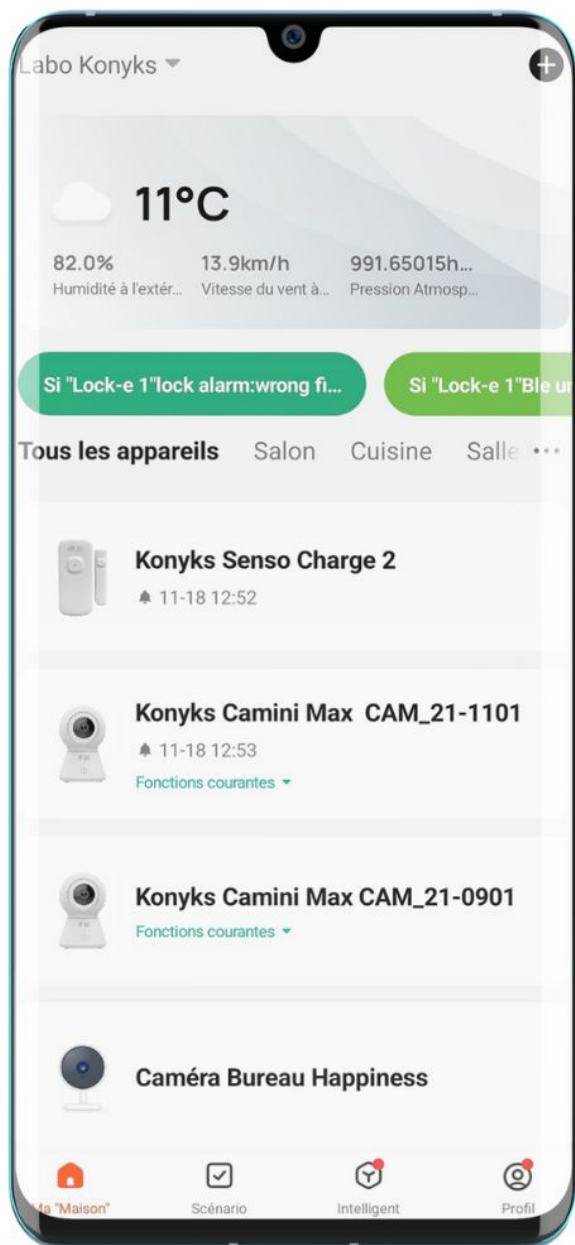 Labo Konyks
11°C
82.0% 13.9km/h 991.65015h...
Humidité à l'extér... Vitesse du vent à... Pression Atmosp...
Si "Lock-e 1"lock alarm:wrong fi... Si "Lock-e 1"Ble un
Tous les appareils Salon Cuisine Salle ...
Konyks Senso Charge 2
11-18 12:52
Konyks Camini Max CAM_21-1101
11-18 12:53
Fonctions courantes
Konyks Camini Max CAM_21-0901
Fonctions courantes
Caméra Bureau Happiness
Ma "Maison" Scénario Intelligent Profil